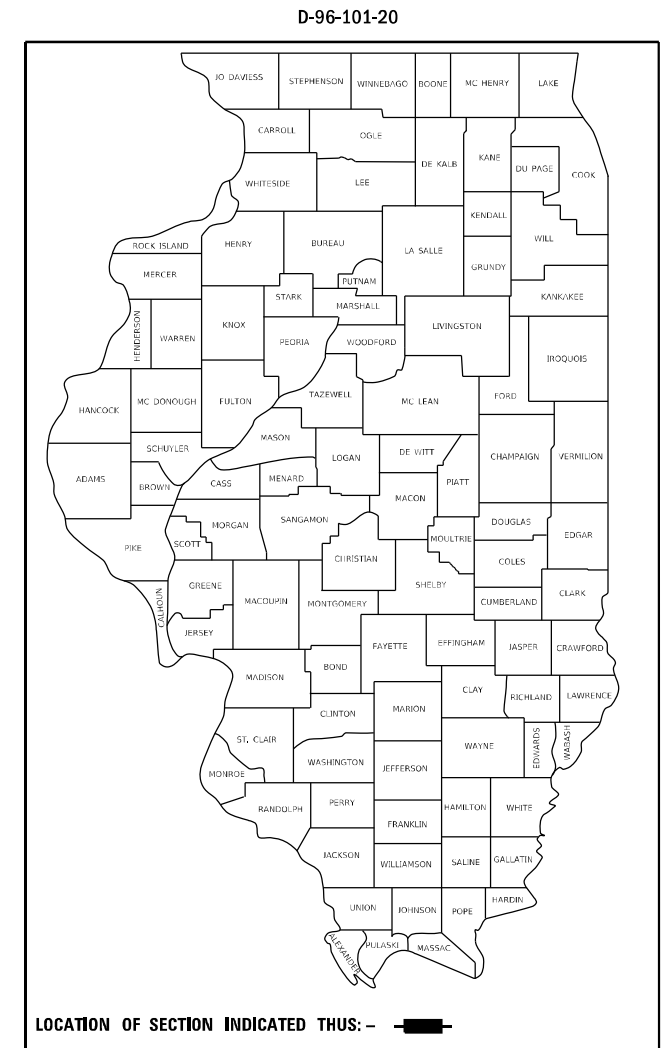 D-96-101-20
JO DAVIESS
STEPHENSON
WINNEBAGO
BOONE
MC HENRY
LAKE
CARROLL
OGLE
DE KALB
KANE
DU PAGE
COOK
WHITESIDE
LEE
KENDALL
ROCK ISLAND
HENRY
BUREAU
LA SALLE
WILL
GRUNDY
MERCER
PUTNAM
STARK
MARSHALL
KANKAKEE
HENDERSON
WARREN
KNOX
PEORIA
WOODFORD
LIVINGSTON
IROQUOIS
HANCOCK
MC DONOUGH
FULTON
TAZEWELL
MC LEAN
FORD
MASON
SCHUYLER
LOGAN
DE WITT
CHAMPAIGN
VERMILION
ADAMS
BROWN
CASS
MENARD
PIATT
MACON
PIKE
SCOTT
MORGAN
SANGAMON
MOULTRIE
DOUGLAS
EDGAR
CHRISTIAN
COLES
CALHOUN
GREENE
MACOUPIN
MONTGOMERY
SHELBY
CUMBERLAND
CLARK
JERSEY
FAYETTE
EFFINGHAM
JASPER
CRAWFORD
MADISON
BOND
CLAY
RICHLAND
LAWRENCE
CLINTON
MARION
ST. CLAIR
WAYNE
EDWARDS
WABASH
MONROE
WASHINGTON
JEFFERSON
RANDOLPH
PERRY
HAMILTON
WHITE
FRANKLIN
JACKSON
WILLIAMSON
SALINE
GALLATIN
UNION
JOHNSON
POPE
HARDIN
ALEXANDER
PULASKI
MASSAC
LOCATION OF SECTION INDICATED THUS: –